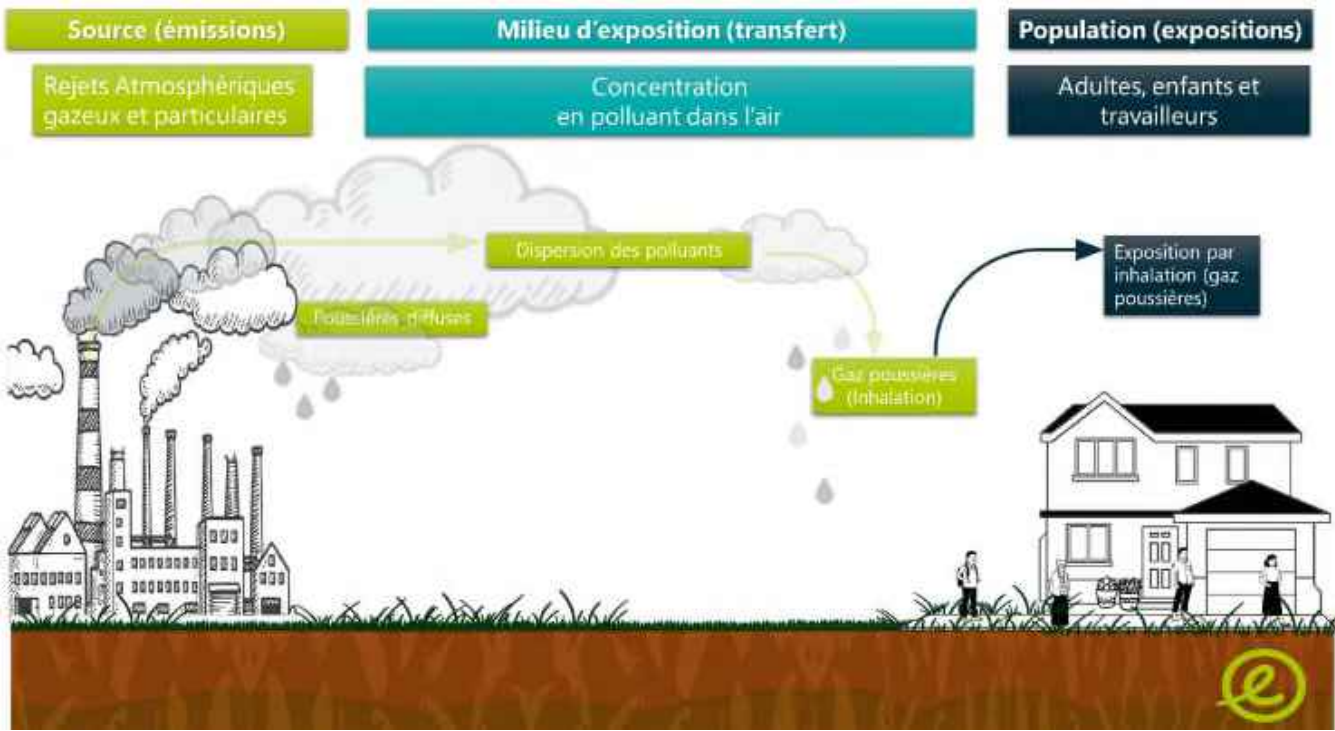 Source (émissions)
Milieu d'exposition (transfert)
Population (expositions)
Rejets Atmosphériques
gazeux et particulaires
Concentration
en polluant dans l'air
Adultes, enfants et
travailleurs
Dispersion des polluants
Poussières diffuses
Exposition par
inhalation (gaz
poussières)
Gaz poussières
(Inhalation)